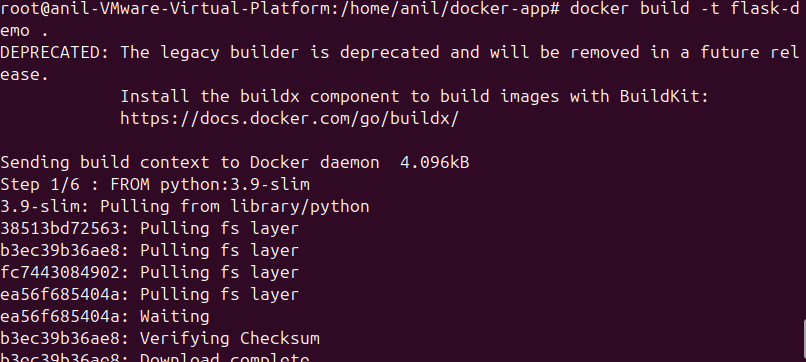 root@anil-VMware-Virtual-Platform:/home/anil/docker-app# docker build -t flask-d
emo .
DEPRECATED: The legacy builder is deprecated and will be removed in a future rel
ease.
            Install the buildx component to build images with BuildKit:
            https://docs.docker.com/go/buildx/

Sending build context to Docker daemon  4.096kB
Step 1/6 : FROM python:3.9-slim
3.9-slim: Pulling from library/python
38513bd72563: Pulling fs layer
b3ec39b36ae8: Pulling fs layer
fc7443084902: Pulling fs layer
ea56f685404a: Pulling fs layer
ea56f685404a: Waiting
b3ec39b36ae8: Verifying Checksum
b3ec39b36ae8: Download complete